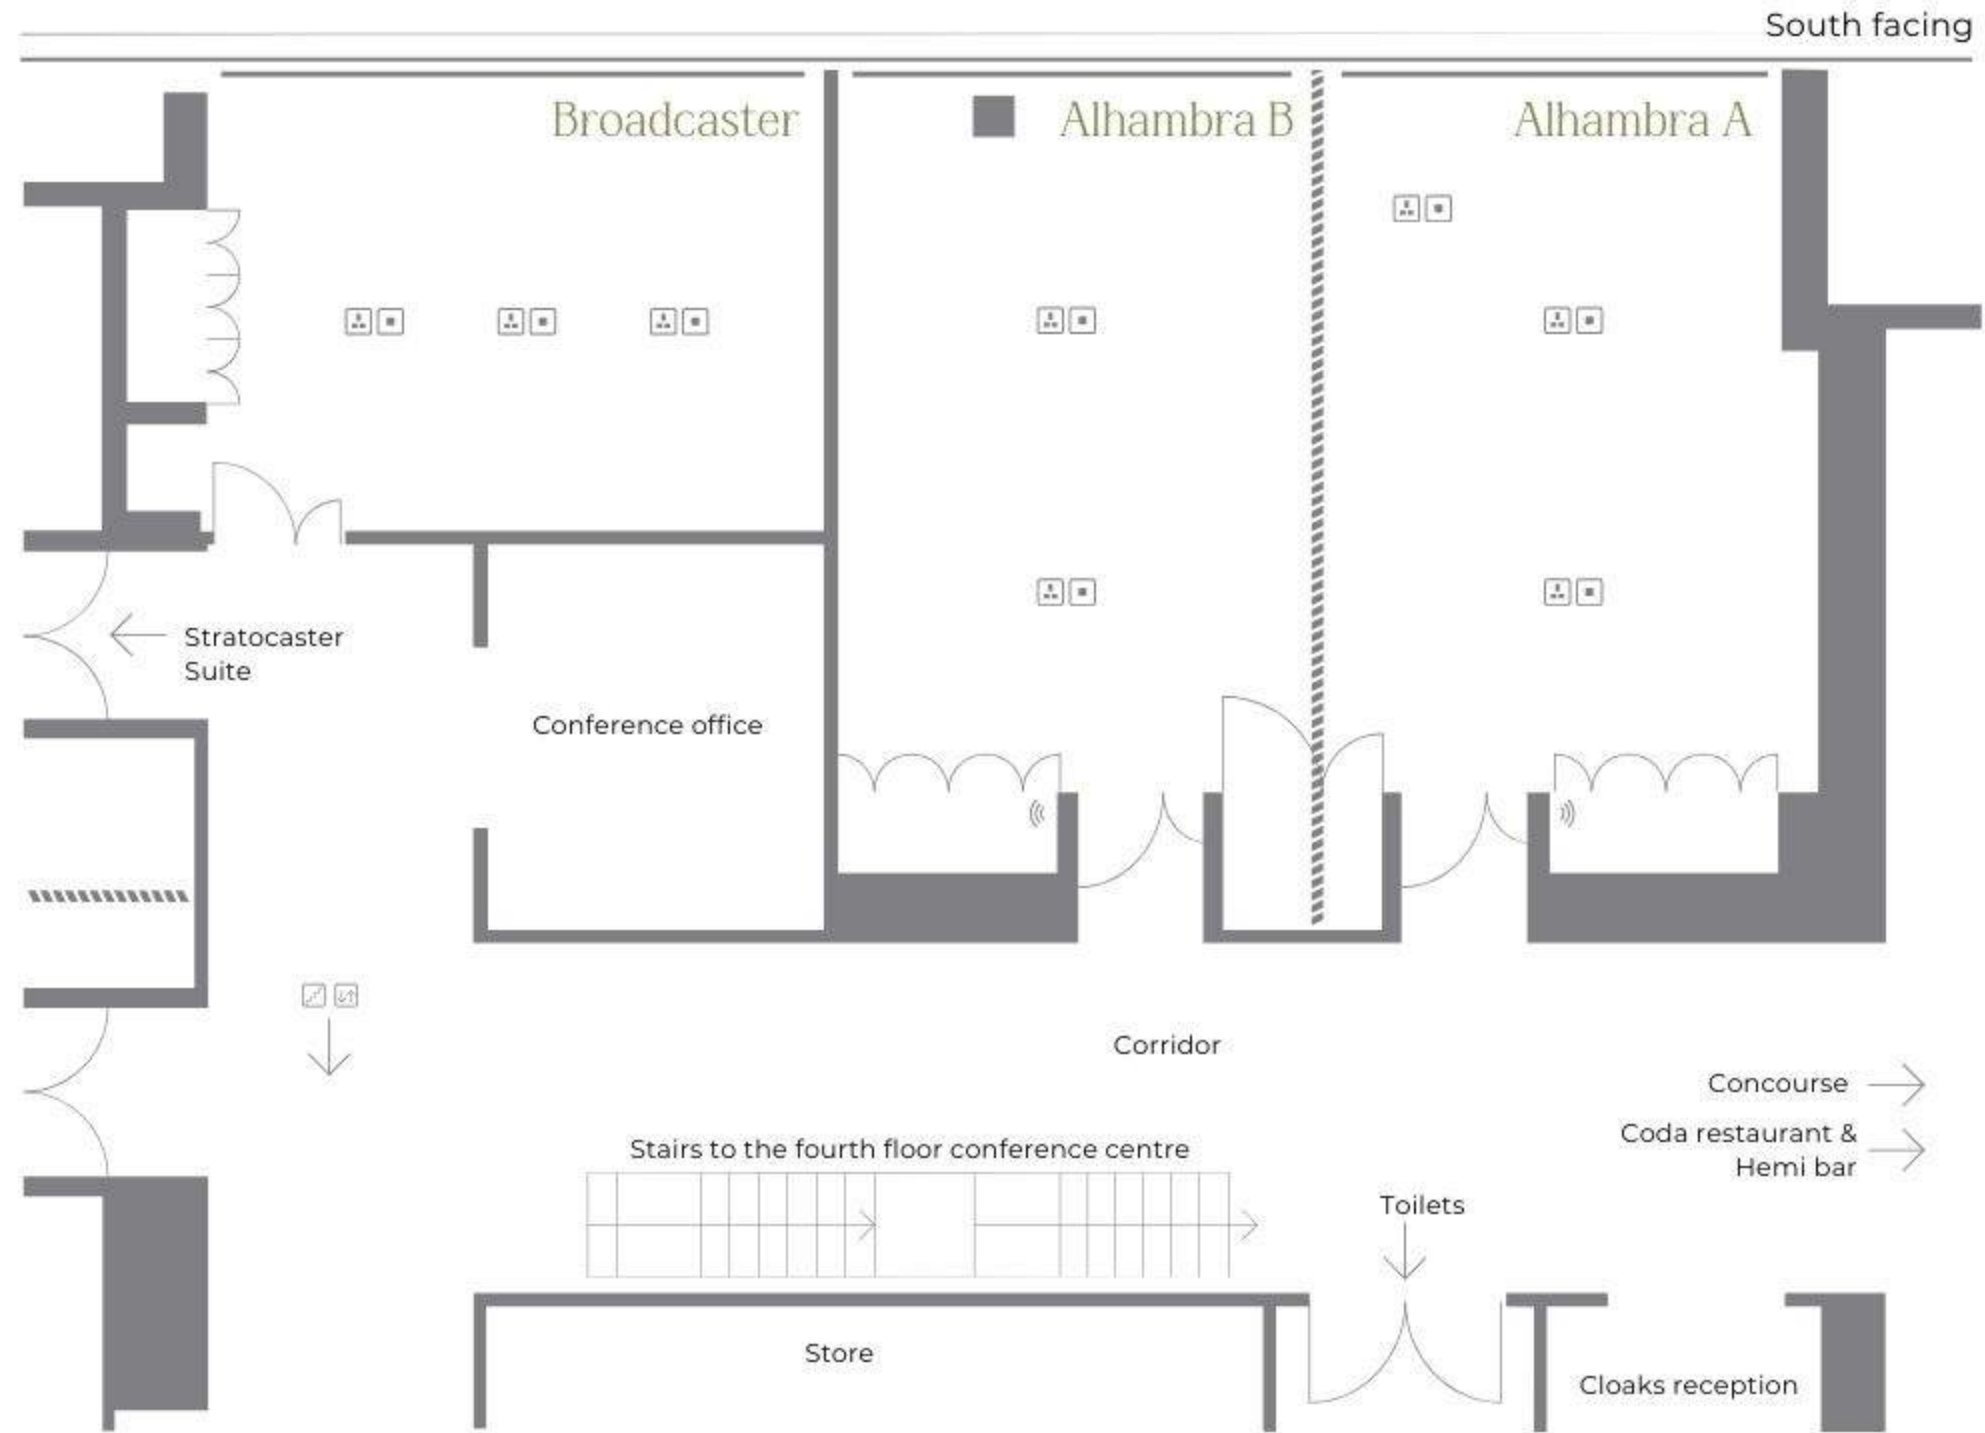 South facing
Broadcaster
Alhambra B
Alhambra A
Stratocaster
Suite
Conference office
Corridor
Concourse
Coda restaurant &
Hemi bar
Stairs to the fourth floor conference centre
Toilets
Store
Cloaks reception